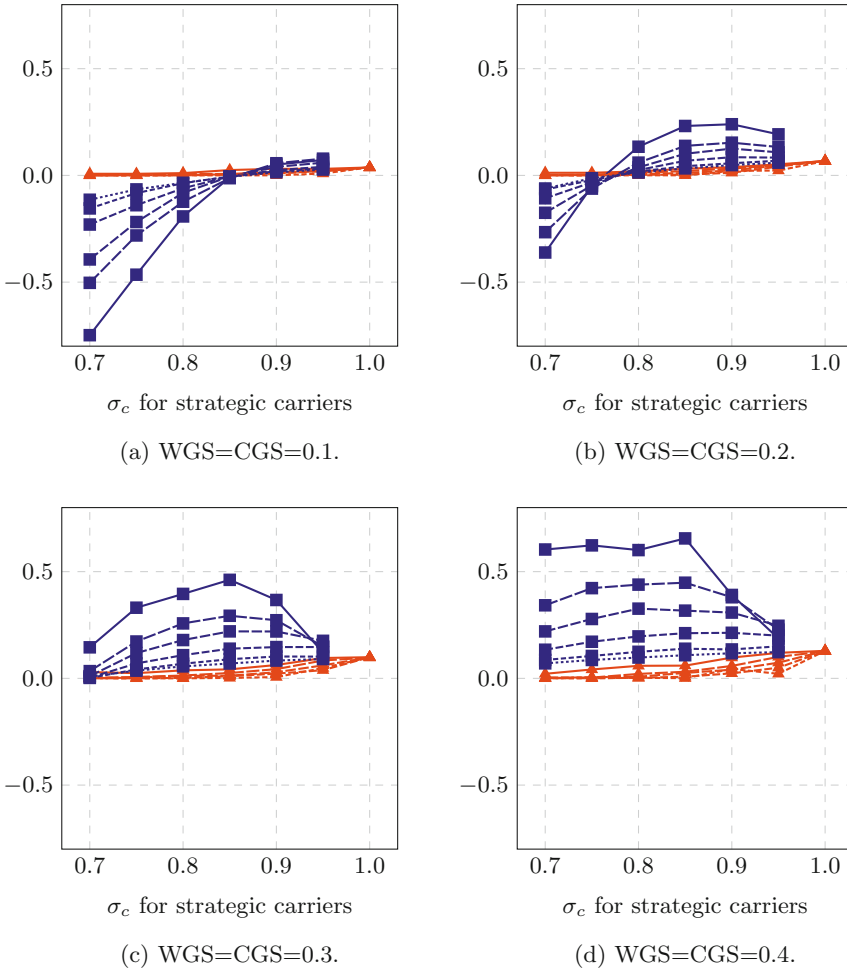 0.5
0.0
−0.5
0.7 0.8 0.9 1.0
σc for strategic carriers
(a) WGS=CGS=0.1.
0.5
0.0
−0.5
0.7 0.8 0.9 1.0
σc for strategic carriers
(b) WGS=CGS=0.2.
0.5
0.0
−0.5
0.7 0.8 0.9 1.0
σc for strategic carriers
(c) WGS=CGS=0.3.
0.5
0.0
−0.5
0.7 0.8 0.9 1.0
σc for strategic carriers
(d) WGS=CGS=0.4.